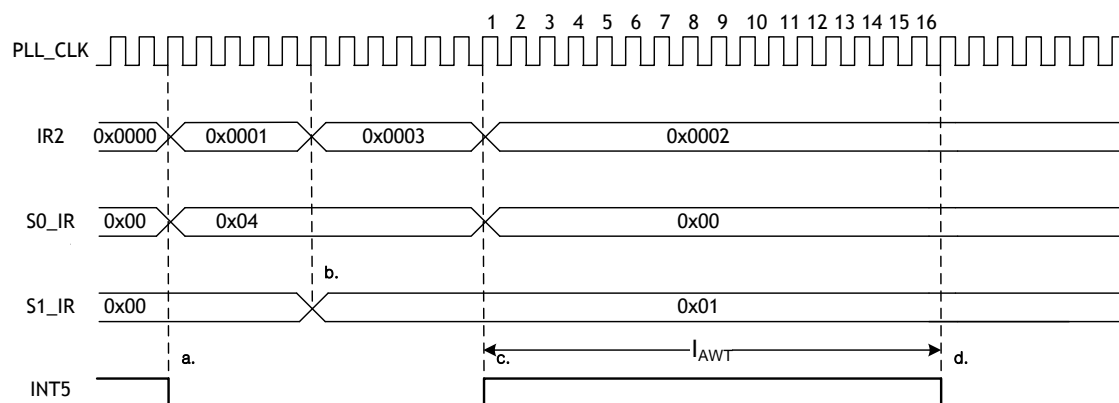 1 2 3 4 5 6 7 8 9 10 11 12 13 14 15 16
PLL_CLK
IR2 0x0000 0x0001 0x0003 0x0002
S0_IR 0x00 0x04 0x00
b.
S1_IR 0x00 0x01
a. c. IAWT d.
INT5